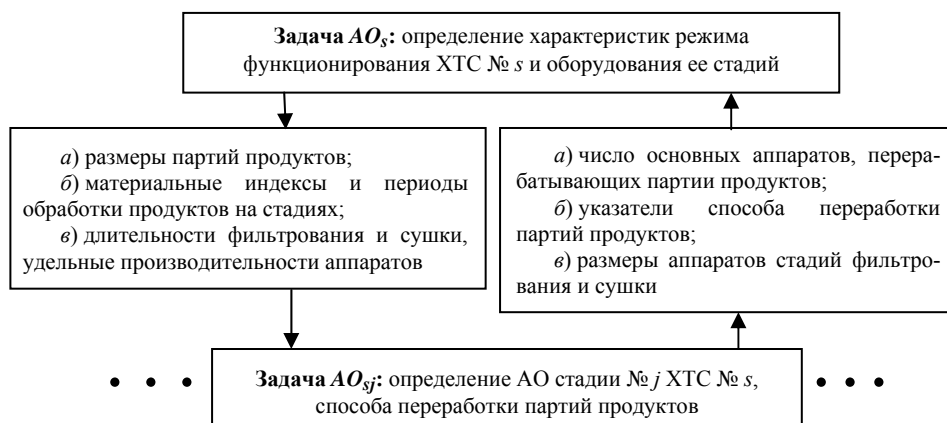 Задача AOs: определение характеристик режима
функционирования ХТС № s и оборудования ее стадий
а) размеры партий продуктов;
б) материальные индексы и периоды
обработки продуктов на стадиях;
в) длительности фильтрования и сушки,
удельные производительности аппаратов
а) число основных аппаратов, перера-
батывающих партии продуктов;
б) указатели способа переработки
партий продуктов;
в) размеры аппаратов стадий фильтро-
вания и сушки
• • •
Задача AOsj: определение АО стадии № j ХТС № s,
способа переработки партий продуктов
• • •